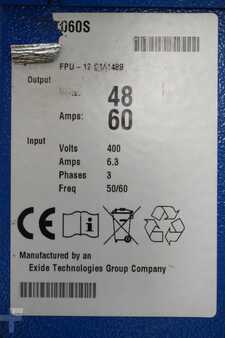 060S
FPU - 12
Output
48
Amps: 60
Input
Volts 400
Amps 6.3
Phases 3
Freq 50/60
CE
i
Manufactured by an
Exide Technologies Group Company